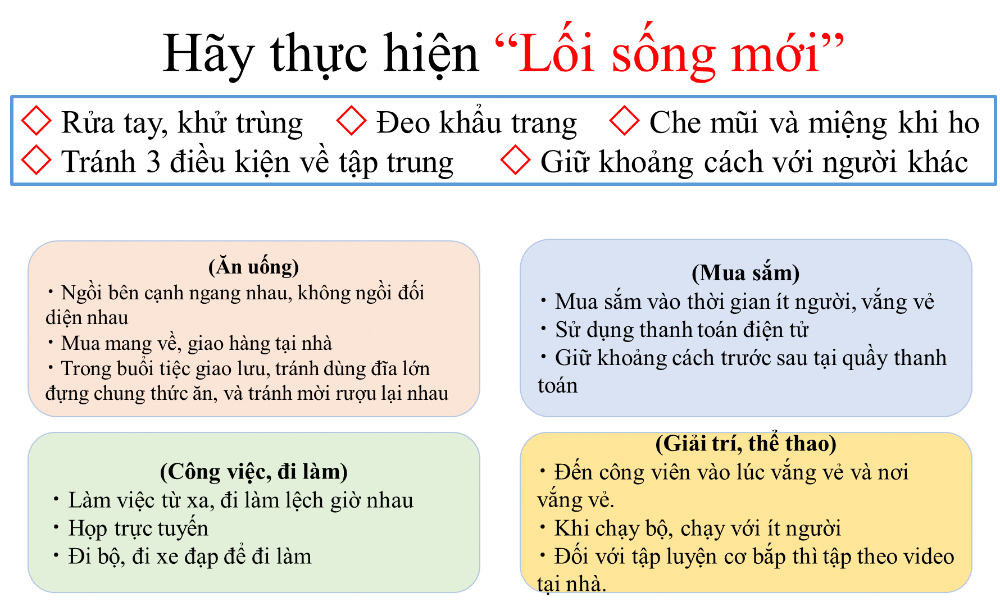 Hãy thực hiện “Lối sống mới”
◇ Rửa tay, khử trùng ◇ Đeo khẩu trang ◇ Che mũi và miệng khi ho
◇ Tránh 3 điều kiện về tập trung ◇ Giữ khoảng cách với người khác
(Ăn uống)
・Ngồi bên cạnh ngang nhau, không ngồi đối
diện nhau
・Mua mang về, giao hàng tại nhà
・Trong buổi tiệc giao lưu, tránh dùng đĩa lớn
đựng chung thức ăn, và tránh mời rượu lại nhau
(Mua sắm)
・Mua sắm vào thời gian ít người, vắng vẻ
・Sử dụng thanh toán điện tử
・Giữ khoảng cách trước sau tại quầy thanh
toán
(Công việc, đi làm)
・Làm việc từ xa, đi làm lệch giờ nhau
・Họp trực tuyến
・Đi bộ, đi xe đạp để đi làm
(Giải trí, thể thao)
・Đến công viên vào lúc vắng vẻ và nơi
vắng vẻ.
・Khi chạy bộ, chạy với ít người
・Đối với tập luyện cơ bắp thì tập theo video
tại nhà.